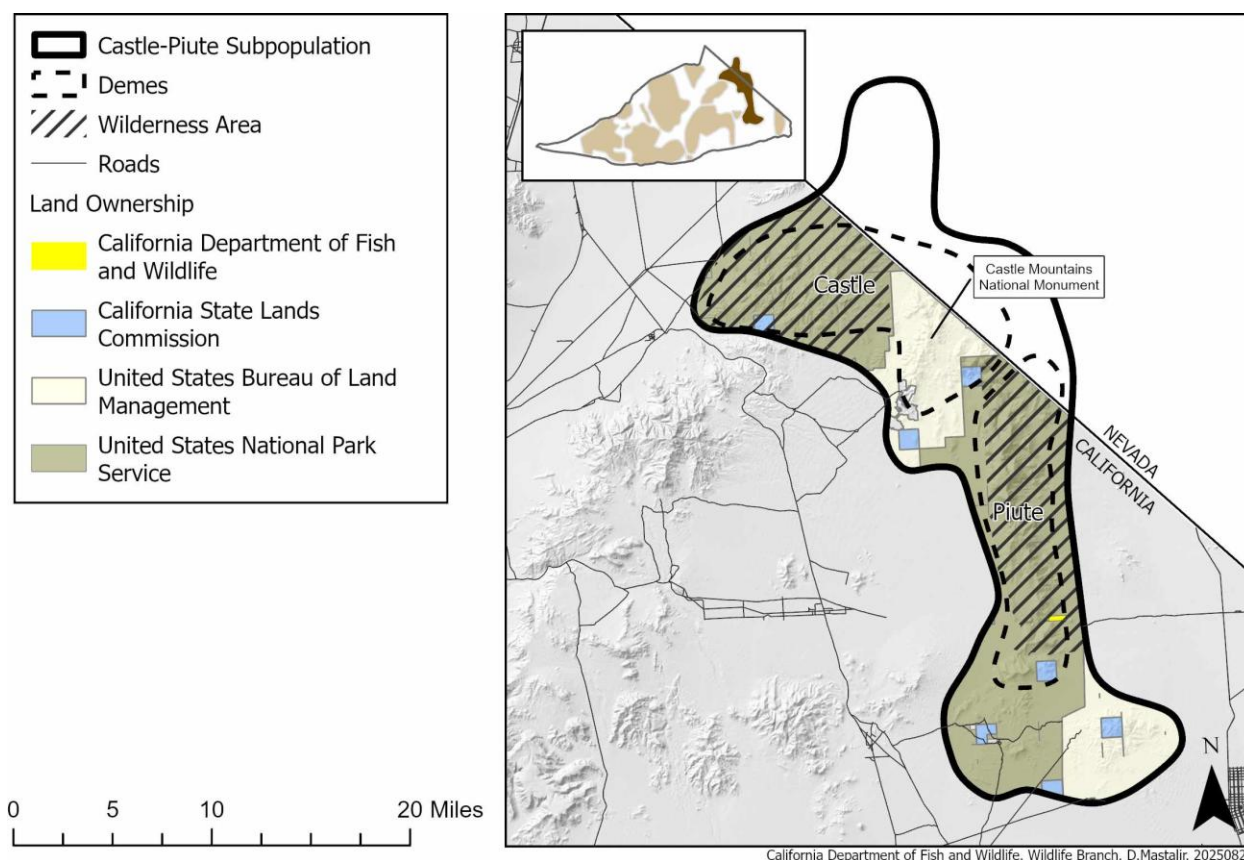 Castle-Piute Subpopulation
Demes
Wilderness Area
Roads
Land Ownership
California Department of Fish
and Wildlife
California State Lands
Commission
United States Bureau of Land
Management
United States National Park
Service
0 5 10 20 Miles
Castle
Castle Mountains
National Monument
Piute
NEVADA
CALIFORNIA
N
California Department of Fish and Wildlife, Wildlife Branch, D.Mastalir, 202508